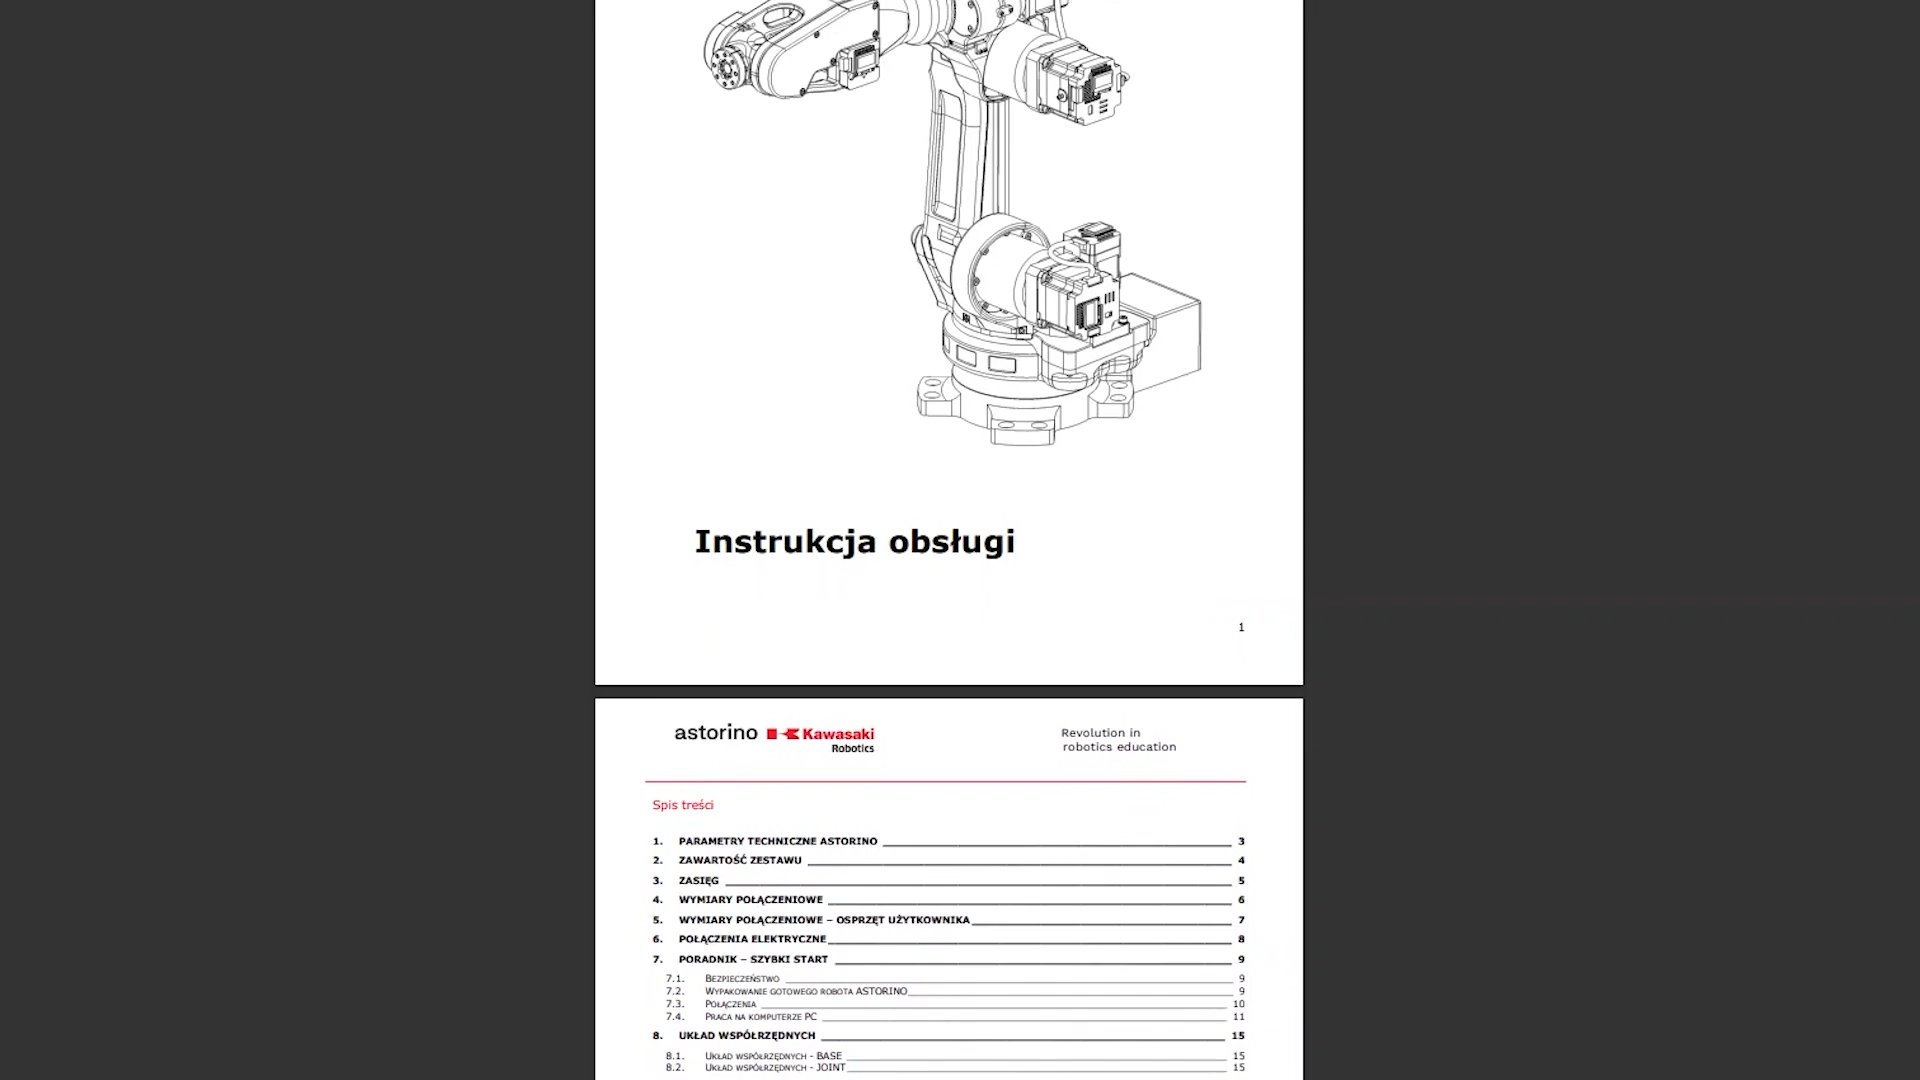 Instrukcja obsługi
1
astorino Kawasaki
Robotics
Revolution in
robotics education
Spis treści
1. PARAMETRY TECHNICZNE ASTORINO 3
2. ZAWARTOŚĆ ZESTAWU 4
3. ZASIĘG 5
4. WYMIARY POŁĄCZENIOWE 6
5. WYMIARY POŁĄCZENIOWE – OSPRZĘT UŻYTKOWNIKA 7
6. POŁĄCZENIA ELEKTRYCZNE 8
7. PORADNIK – SZYBKI START 9
7.1. BEZPIECZEŃSTWO 9
7.2. WYPAKOWANIE GOTOWEGO ROBOTA ASTORINO 9
7.3. POŁĄCZENIA 10
7.4. PRACA NA KOMPUTERZE PC 11
8. UKŁAD WSPÓŁRZĘDNYCH 15
8.1. UKŁAD WSPÓŁRZĘDNYCH - BASE 15
8.2. UKŁAD WSPÓŁRZĘDNYCH - JOINT 15